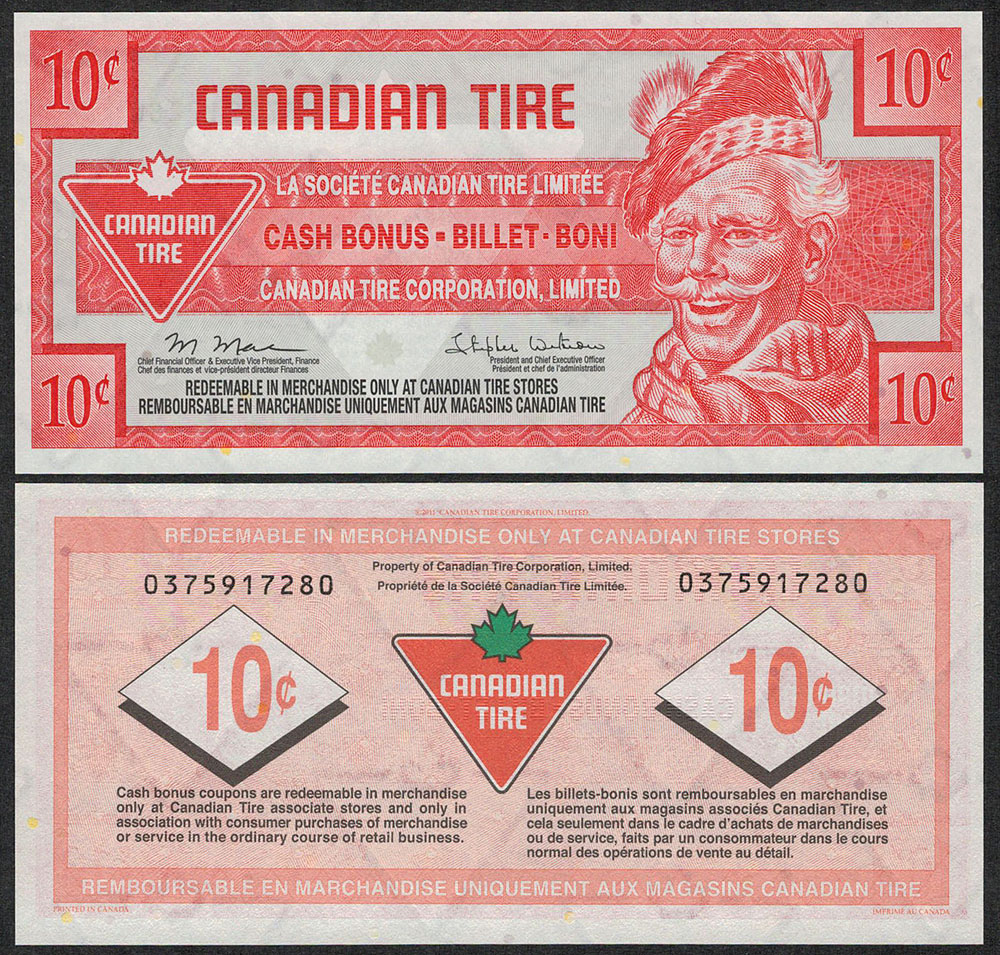 10¢
10¢
CANADIAN TIRE
LA SOCIÉTÉ CANADIAN TIRE LIMITÉE
CANADIAN
TIRE
CASH BONUS - BILLET - BONI
CANADIAN TIRE CORPORATION, LIMITED
Chief Financial Officer & Executive Vice President, Finance
Chef des finances et vice-président directeur Finances
President and Chief Executive Officer
Président et chef de l'administration
REDEEMABLE IN MERCHANDISE ONLY AT CANADIAN TIRE STORES
REMBOURSABLE EN MARCHANDISE UNIQUEMENT AUX MAGASINS CANADIAN TIRE
10¢
10¢
©2011 CANADIAN TIRE CORPORATION, LIMITED.
REDEEMABLE IN MERCHANDISE ONLY AT CANADIAN TIRE STORES
Property of Canadian Tire Corporation, Limited.
Propriété de la Société Canadian Tire Limitée.
0375917280
0375917280
10¢
CANADIAN
TIRE
10¢
Cash bonus coupons are redeemable in merchandise
only at Canadian Tire associate stores and only in
association with consumer purchases of merchandise
or service in the ordinary course of retail business.
Les billets-bonis sont remboursables en marchandise
uniquement aux magasins associés Canadian Tire, et
cela seulement dans le cadre d'achats de marchandises
ou de service, faits par un consommateur dans le cours
normal des opérations de vente au détail.
REMBOURSABLE EN MARCHANDISE UNIQUEMENT AUX MAGASINS CANADIAN TIRE
PRINTED IN CANADA
IMPRIMÉ AU CANADA